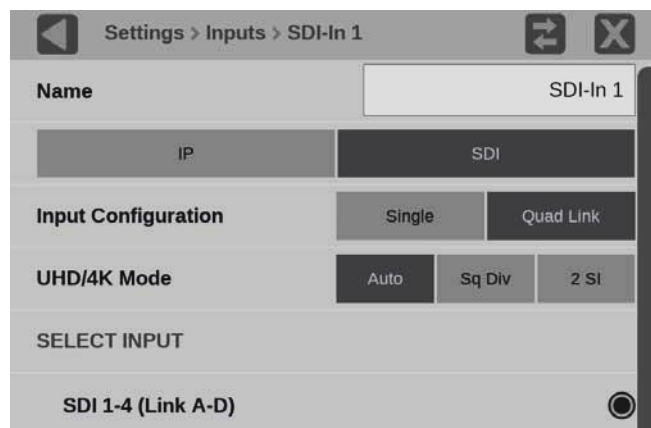 Settings > Inputs > SDI-In 1
Name SDI-In 1
IP SDI
Input Configuration Single Quad Link
UHD/4K Mode Auto Sq Div 2 SI
SELECT INPUT
SDI 1-4 (Link A-D)